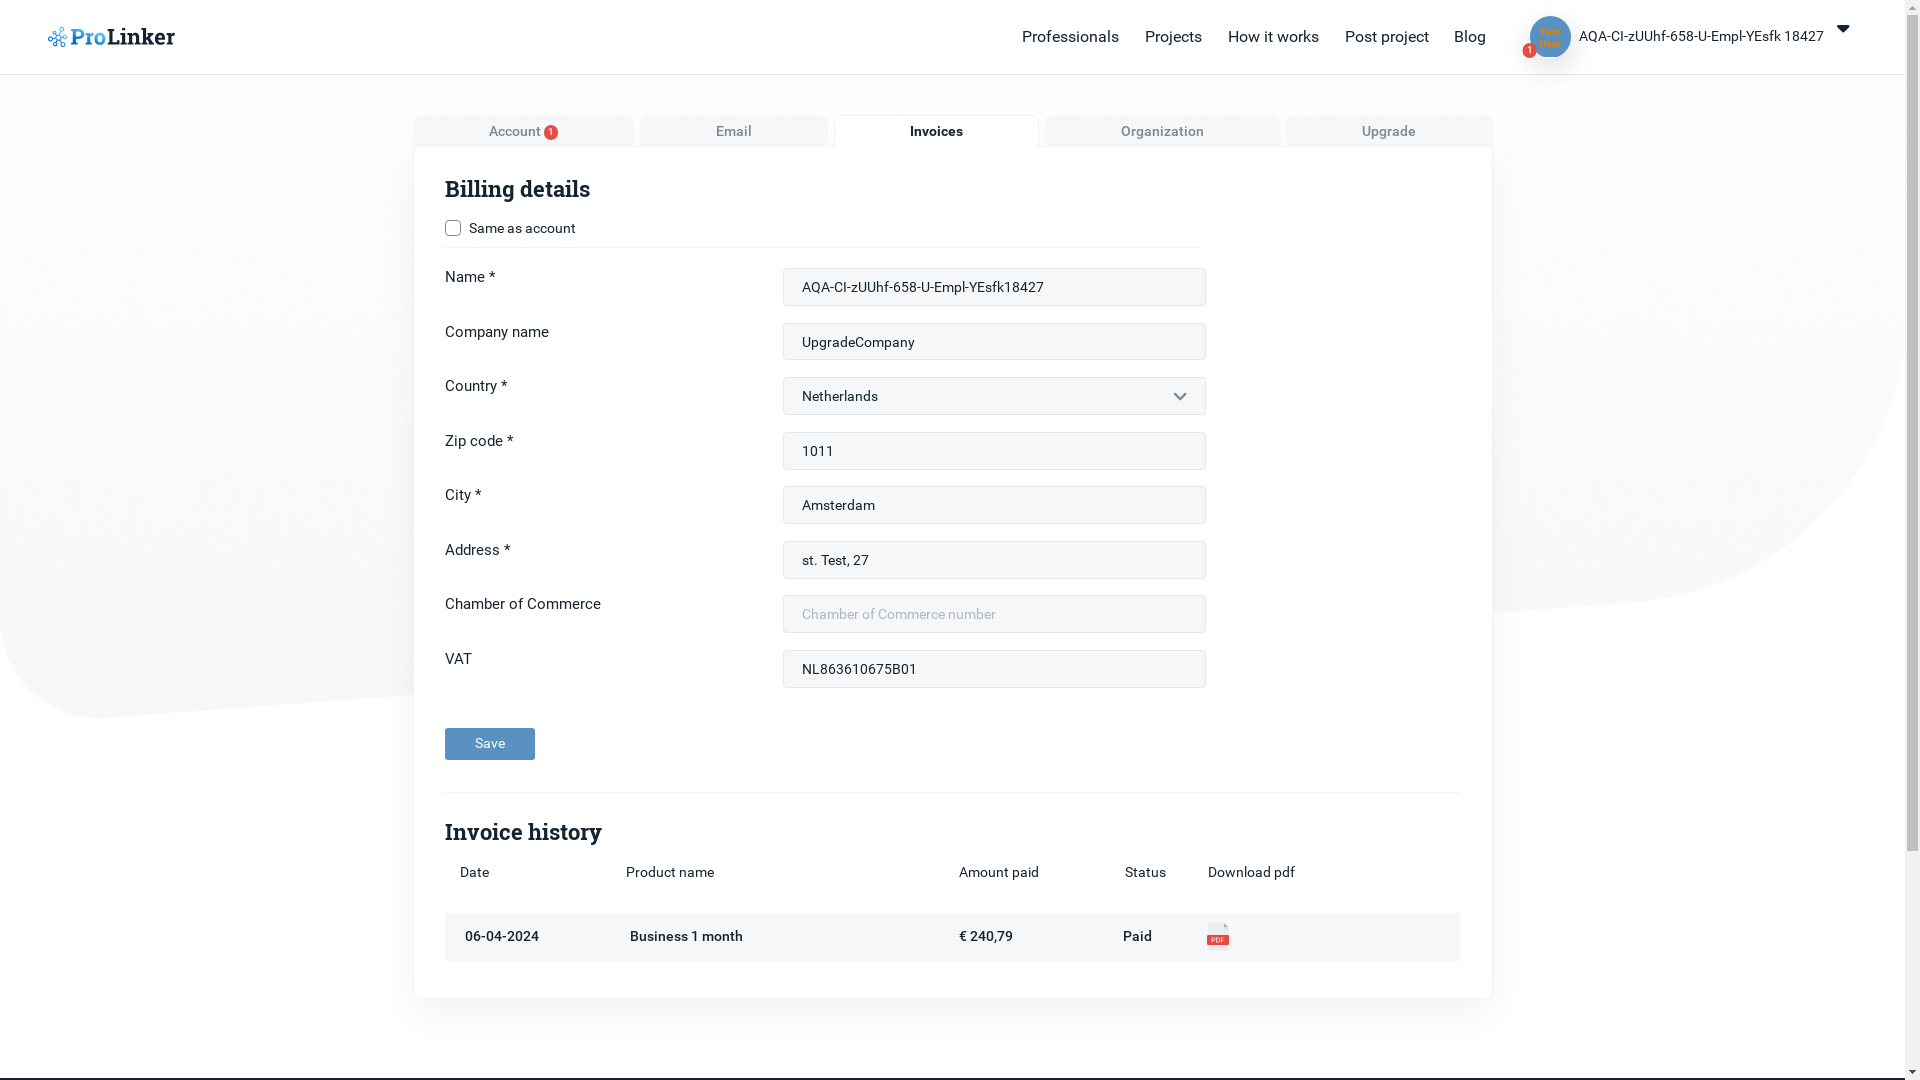 ProLinker
Professionals Projects How it works Post project Blog
Test
User
1
AQA-CI-zUUhf-658-U-Empl-YEsfk 18427
Account 1 Email Invoices Organization Upgrade
Billing details
Same as account
Name * AQA-CI-zUUhf-658-U-Empl-YEsfk18427
Company name UpgradeCompany
Country * Netherlands
Zip code * 1011
City * Amsterdam
Address * st. Test, 27
Chamber of Commerce Chamber of Commerce number
VAT NL863610675B01
Save
Invoice history
Date Product name Amount paid Status Download pdf
06-04-2024 Business 1 month € 240,79 Paid PDF